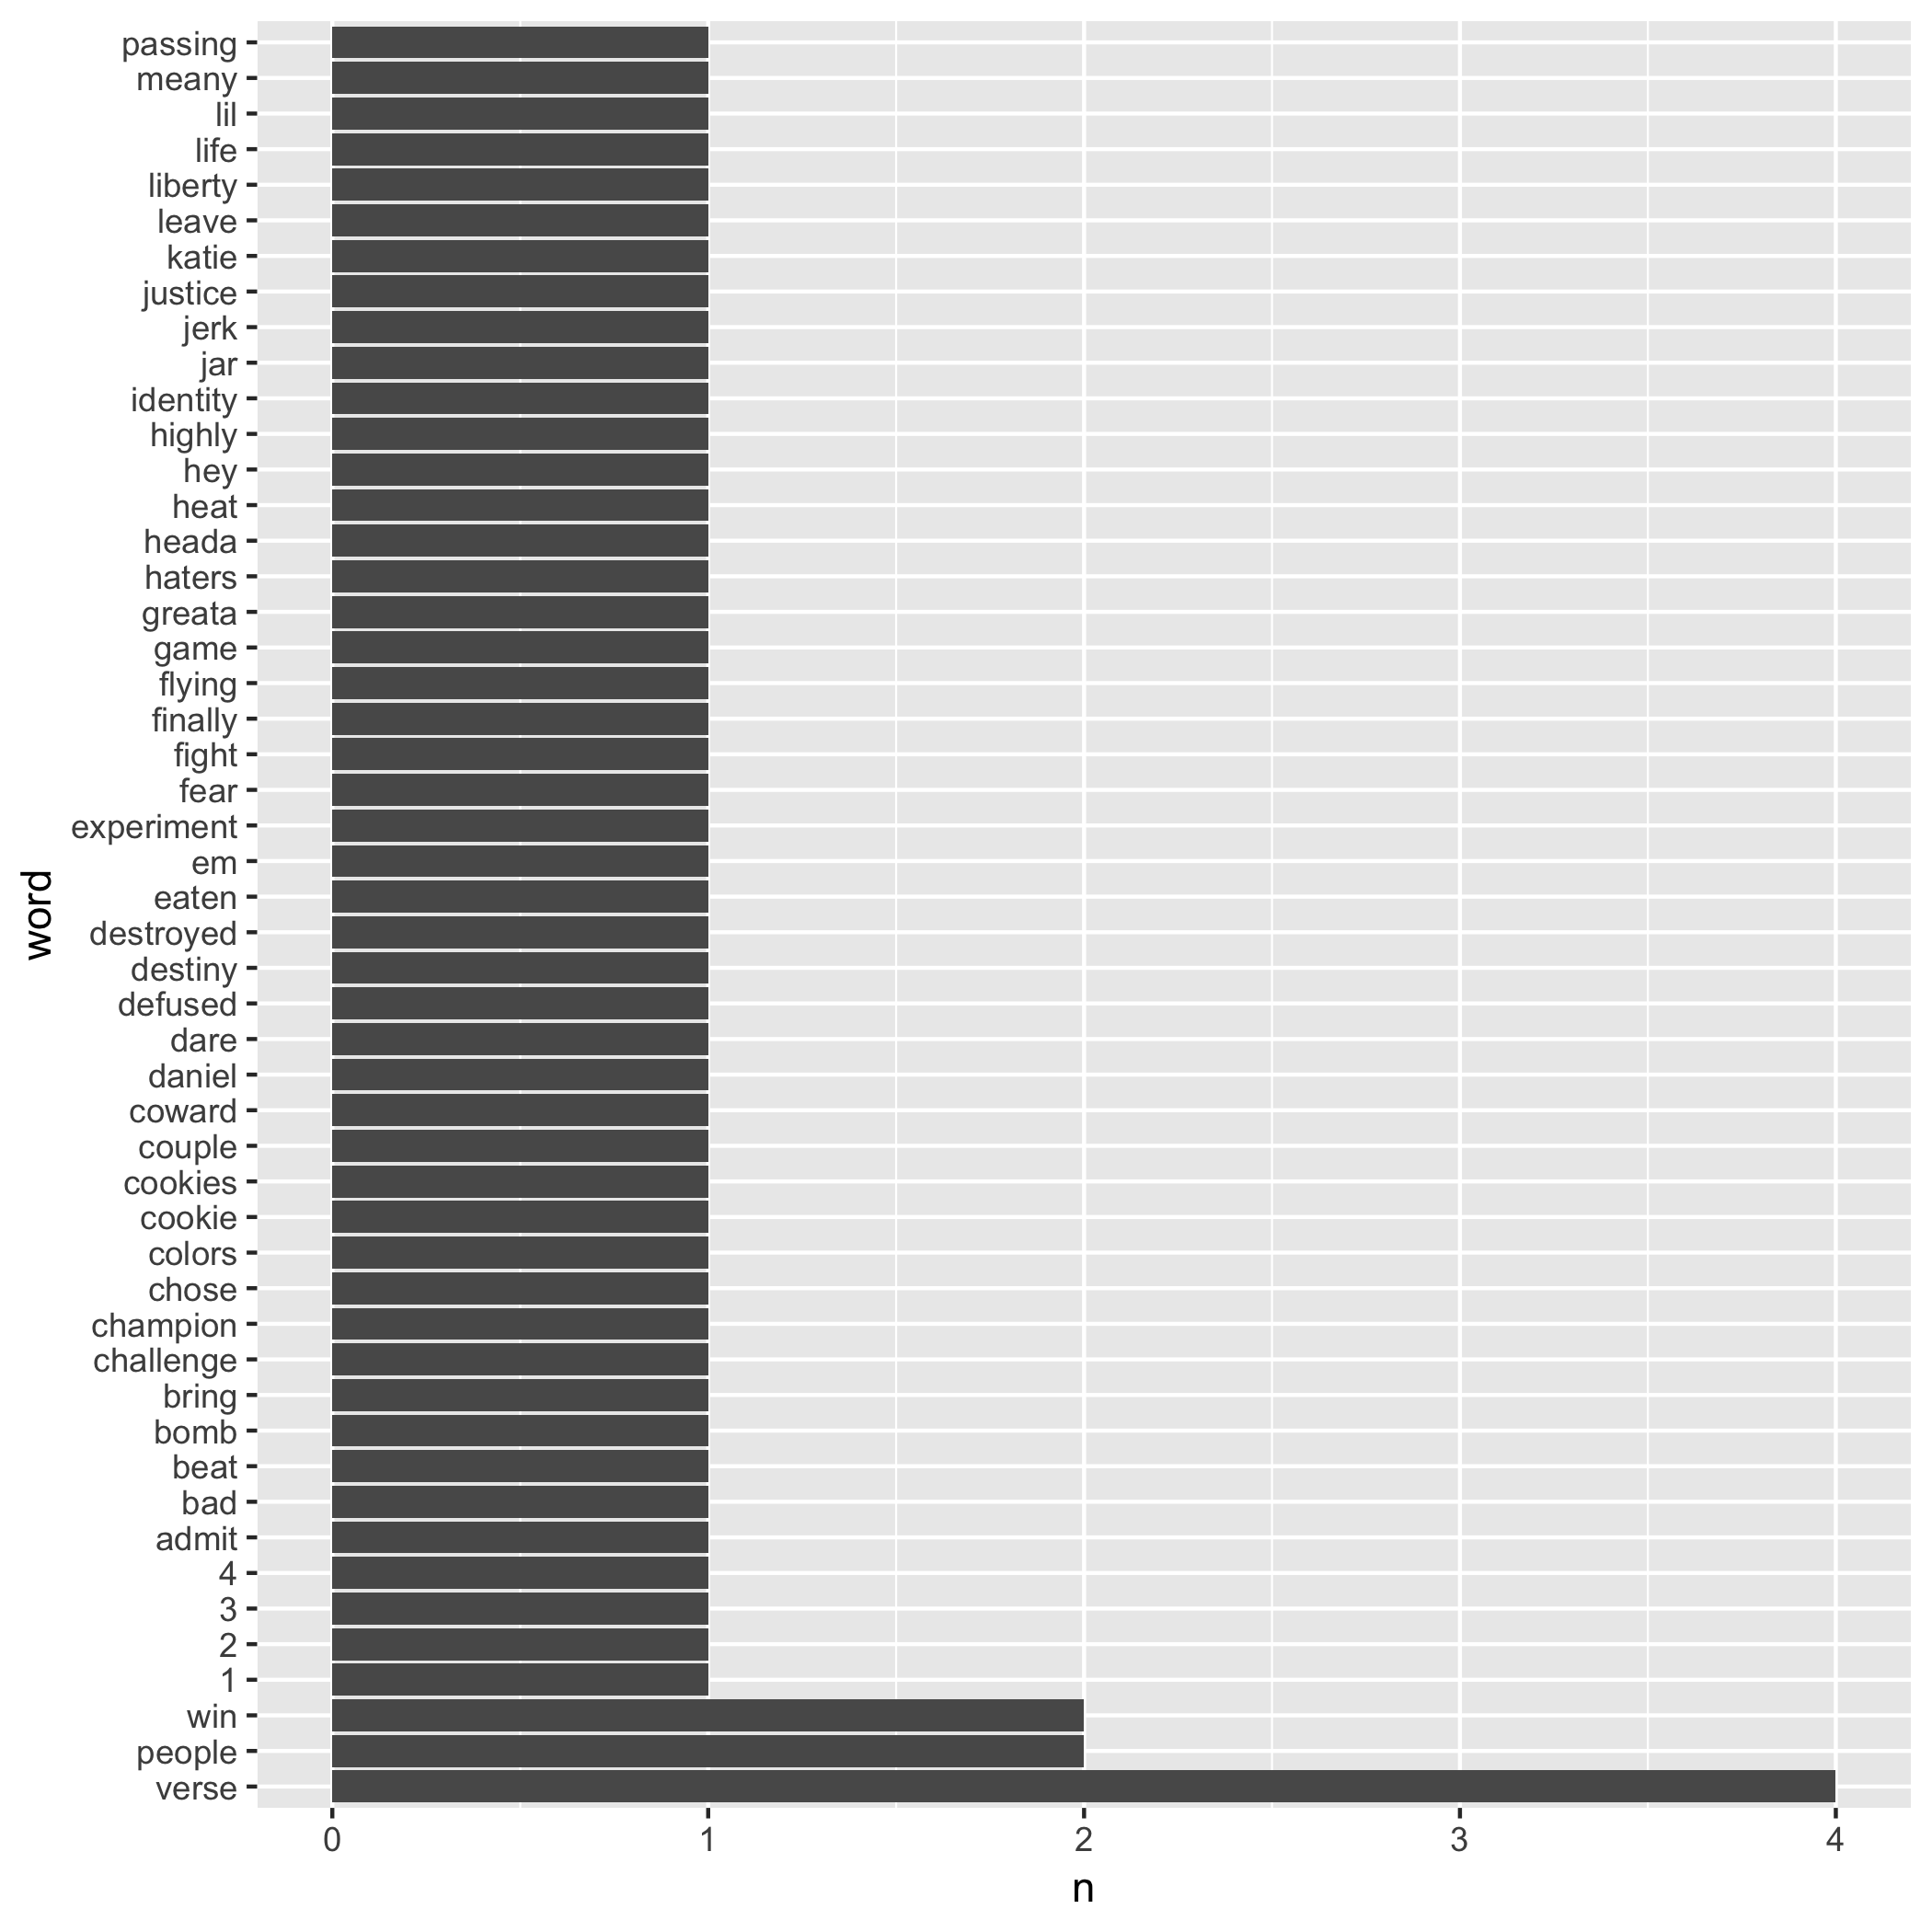 passing
meany
lil
life
liberty
leave
katie
justice
jerk
jar
identity
highly
hey
heat
heada
haters
greata
game
flying
finally
fight
fear
experiment
em
eaten
destroyed
destiny
defused
dare
daniel
coward
couple
cookies
cookie
colors
chose
champion
challenge
bring
bomb
beat
bad
admit
4
3
2
1
win
people
verse
word
0 1 2 3 4
n